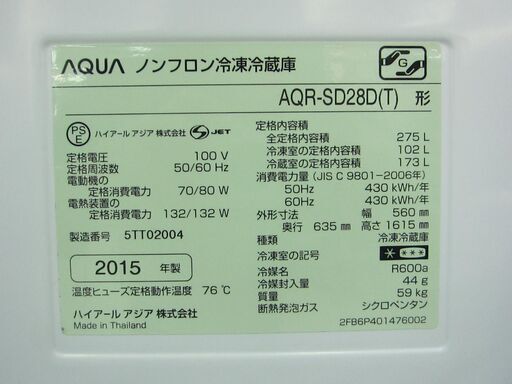 AQUA ノンフロン冷凍冷蔵庫
G
AQR-SD28D(T) 形
PS E ハイアール アジア 株式会社 S JET
定格電圧 100 V
定格周波数 50/60 Hz
電動機の
定格消費電力 70/80 W
電熱装置の
定格消費電力 132/132 W
製造番号 5TT02004
2015 年製
温度ヒューズ定格動作温度 76℃
ハイアール アジア 株式会社
Made in Thailand
定格内容積
全定格内容積 275 L
冷凍室の定格内容積 102 L
冷蔵室の定格内容積 173 L
消費電力量 (JIS C 9801-2006年)
50Hz 430 kWh/年
60Hz 430 kWh/年
外形寸法 幅 560 mm
奥行 635 mm 高さ 1615 mm
種類 冷凍冷蔵庫
冷凍室の記号 * ***
冷媒名 R600a
冷媒封入量 44 g
質量 59 kg
断熱発泡ガス シクロペンタン
2FB6P401476002